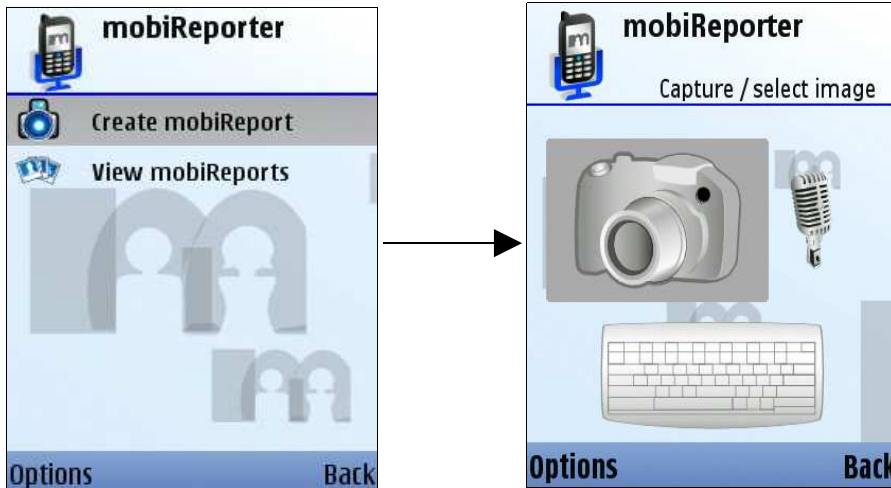 mobiReporter
Create mobiReport
View mobiReports
Options Back
mobiReporter
Capture / select image
Options Back